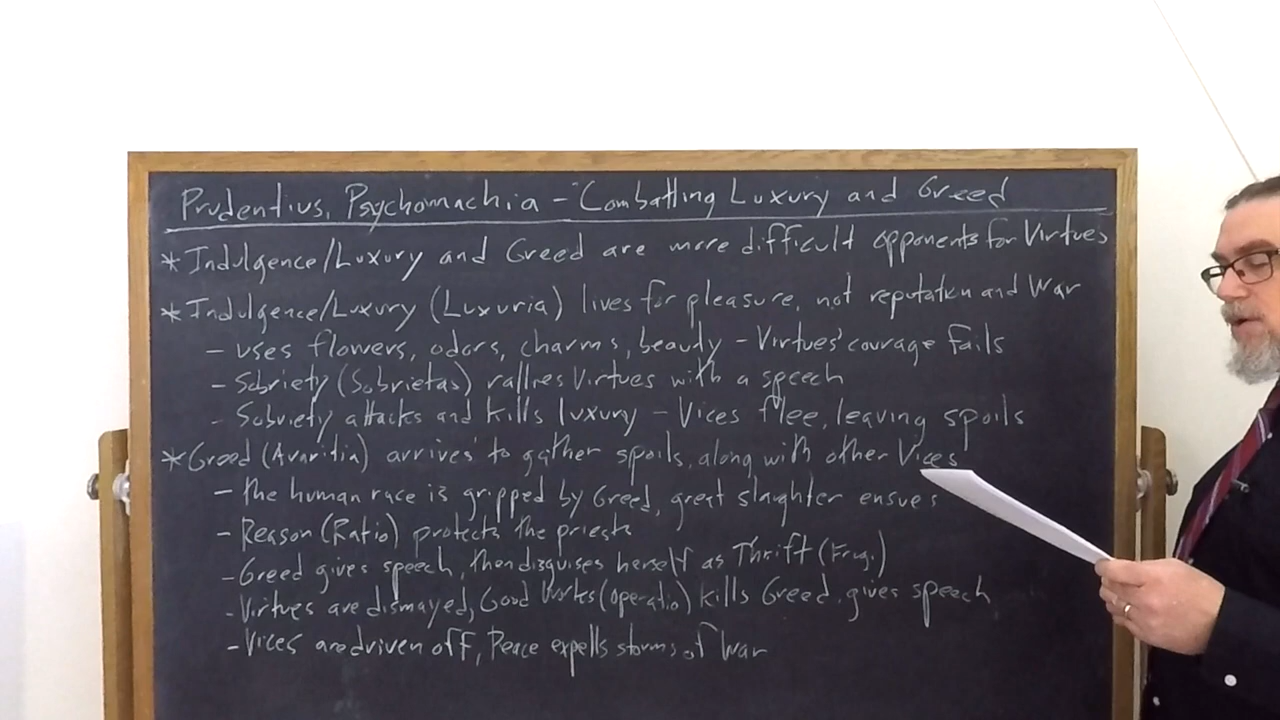 Prudentius, Psychomachia - Combatting Luxury and Greed
* Indulgence/Luxury and Greed are more difficult opponents for Virtues
* Indulgence/Luxury (Luxuria) lives for pleasure, not reputation and War
- uses flowers, odors, charms, beauty - Virtues' courage fails
- Sobriety (Sobrietas) rallies Virtues with a speech
- Sobriety attacks and kills luxury - Vices flee, leaving spoils
* Greed (Avaritia) arrives to gather spoils, along with other Vices
- the human race is gripped by Greed, great slaughter ensues
- Reason (Ratio) protects the priests
- Greed gives speech, then disguises herself as Thrift (Frug.)
- Virtues are dismayed, Good Works (operatio) kills Greed, gives speech
- Vices are driven off, Peace expells storms of War